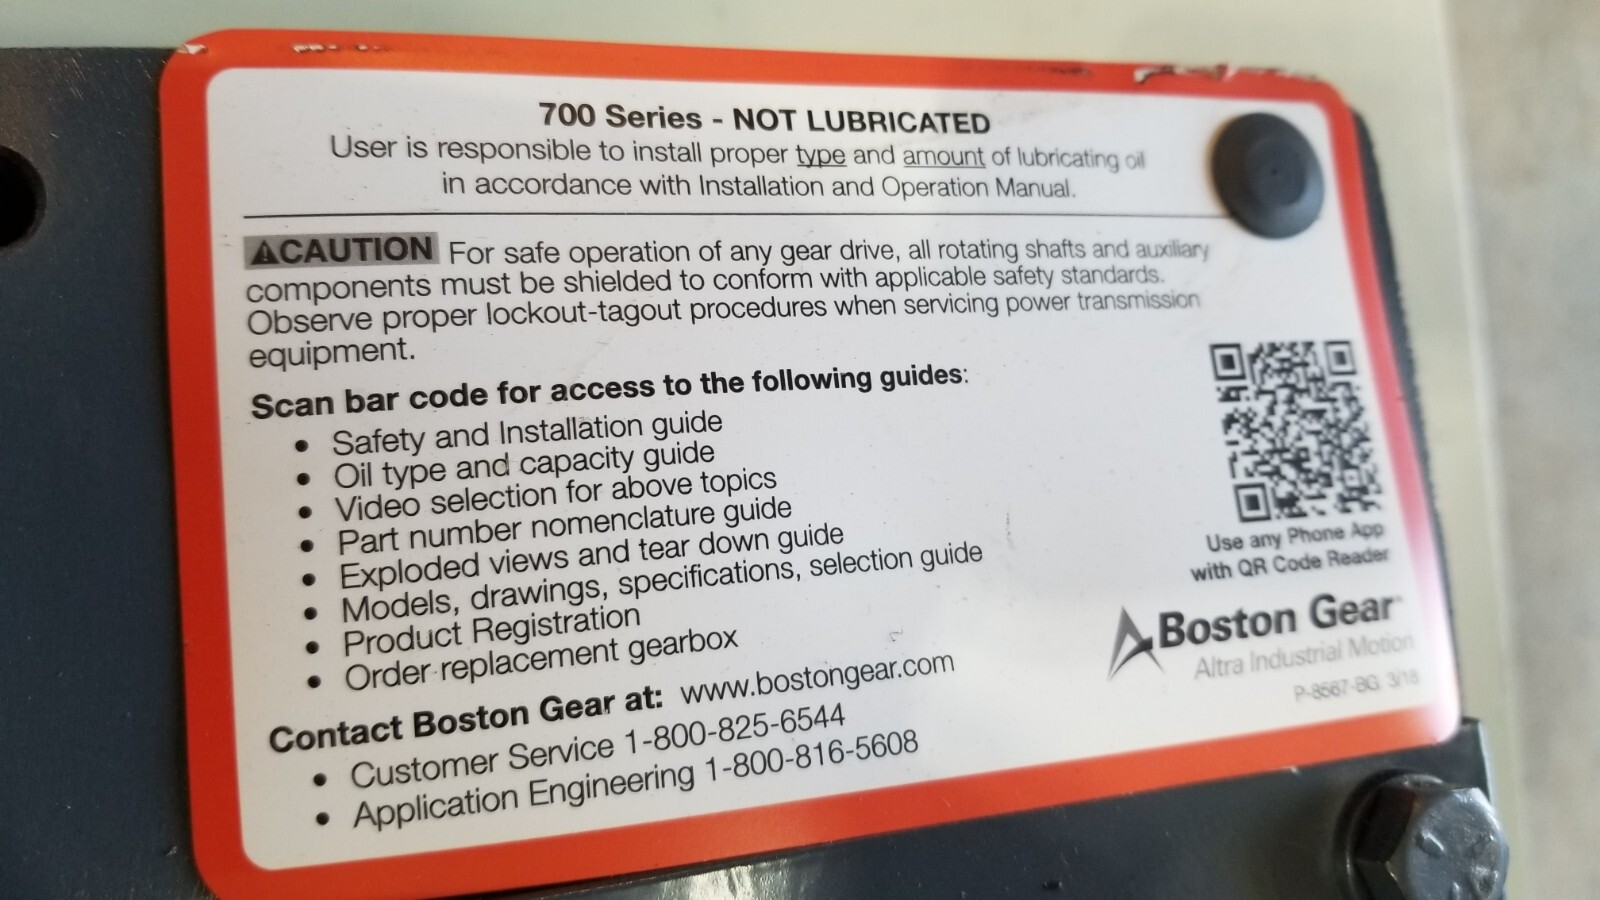 700 Series - NOT LUBRICATED
User is responsible to install proper type and amount of lubricating oil
in accordance with Installation and Operation Manual.
CAUTION For safe operation of any gear drive, all rotating shafts and auxiliary
components must be shielded to conform with applicable safety standards.
Observe proper lockout-tagout procedures when servicing power transmission
equipment.
Scan bar code for access to the following guides:
• Safety and Installation guide
• Oil type and capacity guide
• Video selection for above topics
• Part number nomenclature guide
• Exploded views and tear down guide
• Models, drawings, specifications, selection guide
• Product Registration
• Order replacement gearbox
Contact Boston Gear at: www.bostongear.com
• Customer Service 1-800-825-6544
• Application Engineering 1-800-816-5608
Use any Phone App
with QR Code Reader
Boston Gear
Altra Industrial Motion
P-8567-BG 3/18